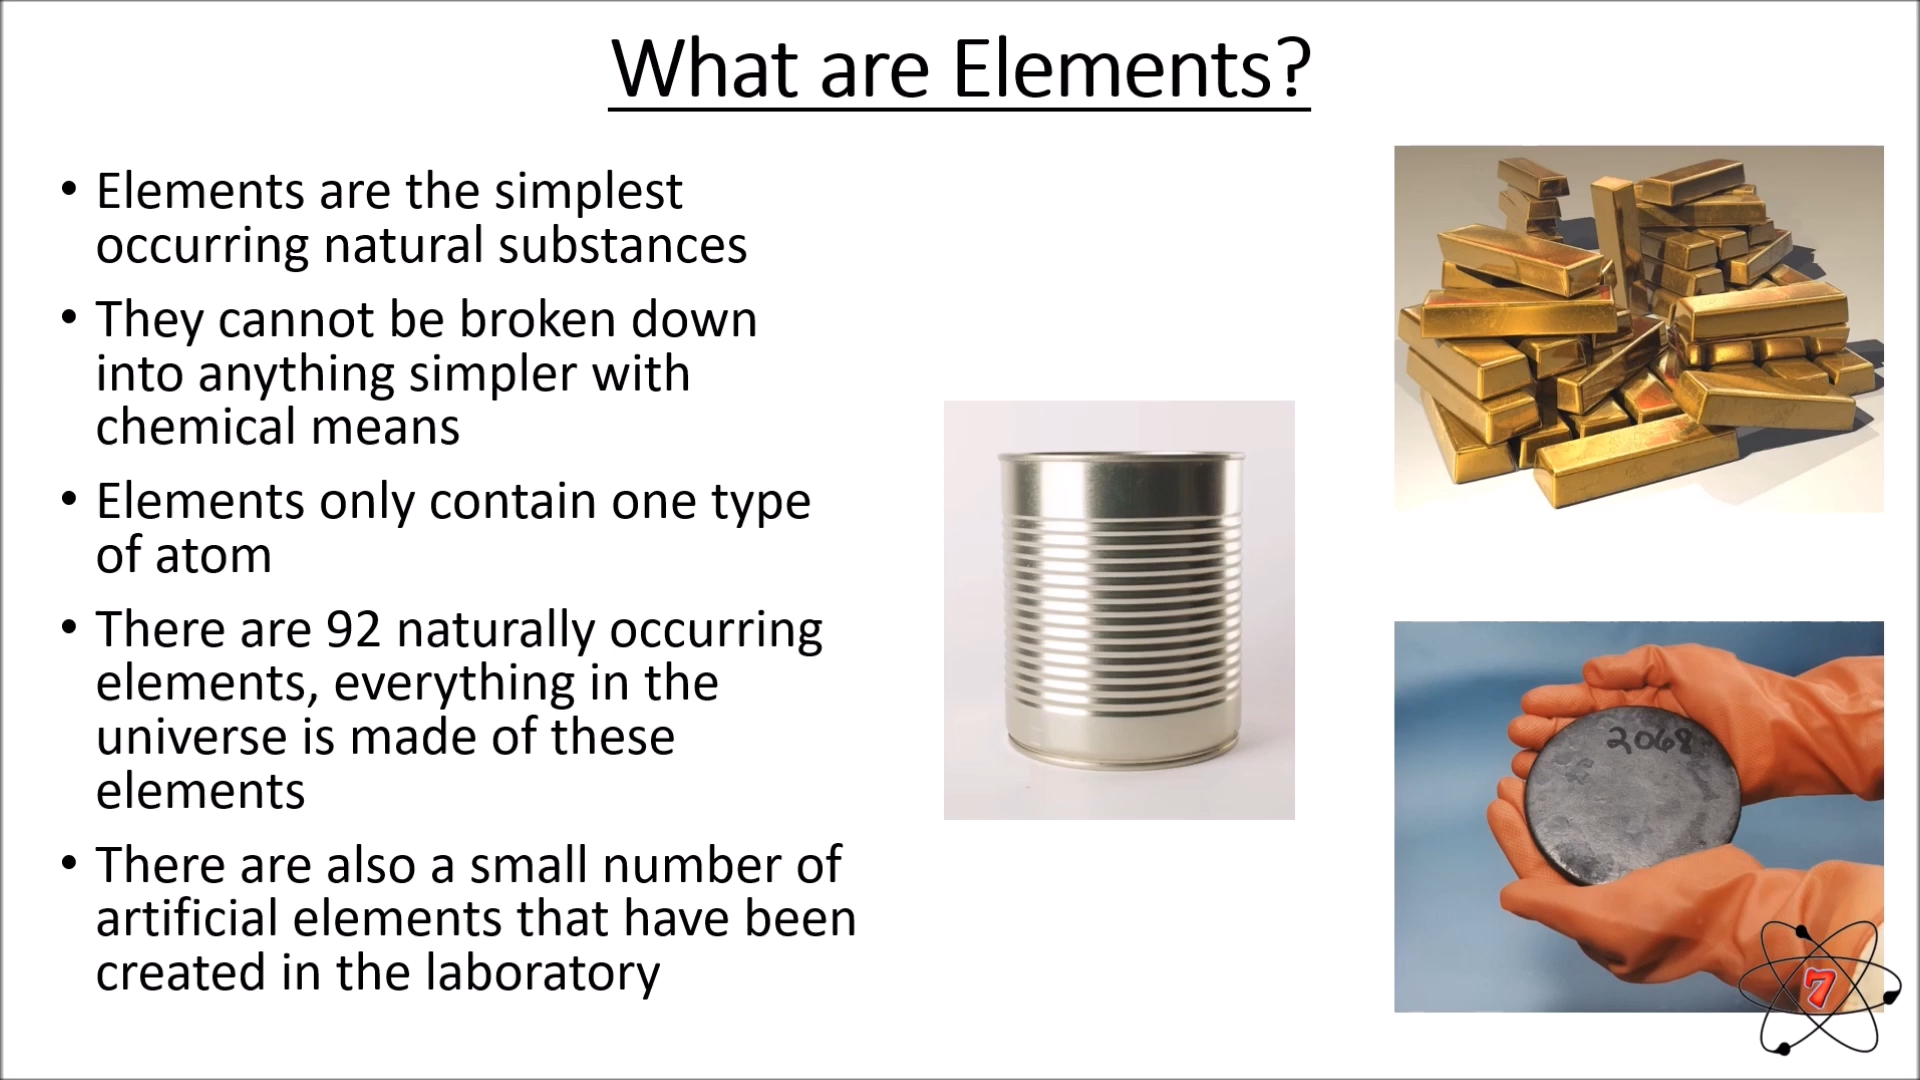 What are Elements?
• Elements are the simplest
occurring natural substances
• They cannot be broken down
into anything simpler with
chemical means
• Elements only contain one type
of atom
• There are 92 naturally occurring
elements, everything in the
universe is made of these
elements
• There are also a small number of
artificial elements that have been
created in the laboratory
2068
7